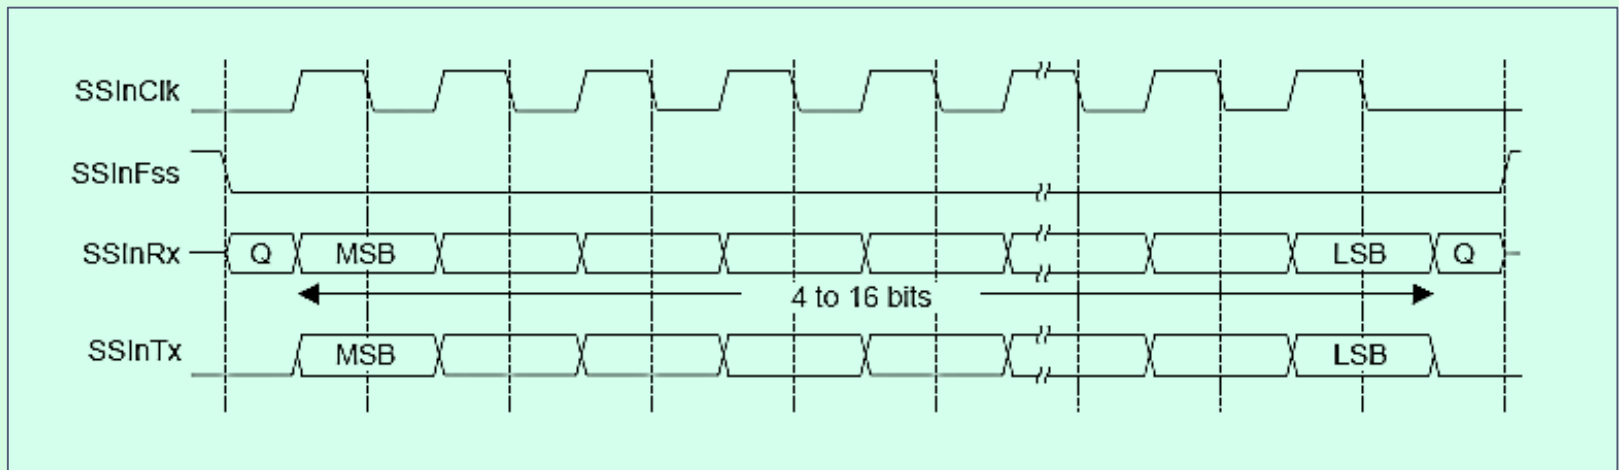 SSInClk
SSInFss
SSInRx Q MSB LSB Q
4 to 16 bits
SSInTx MSB LSB